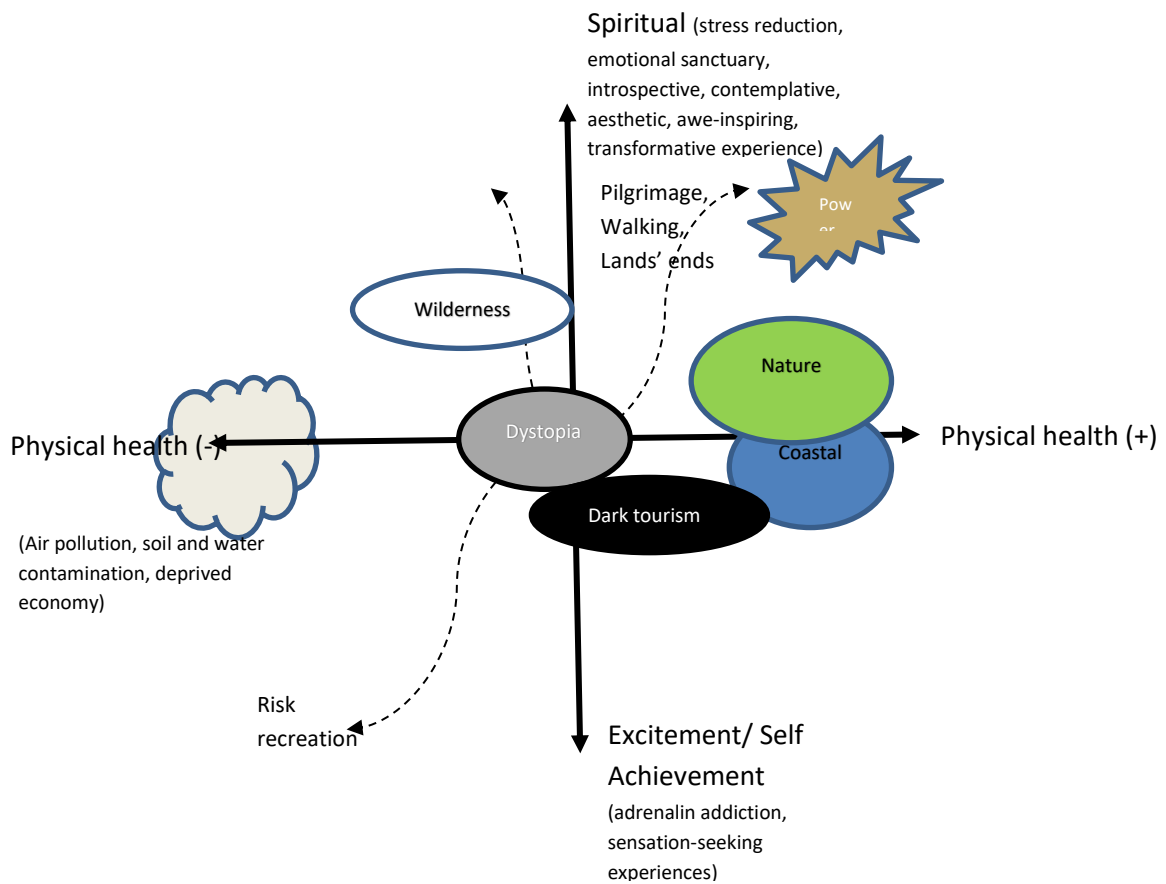 Spiritual (stress reduction,
emotional sanctuary,
introspective, contemplative,
aesthetic, awe-inspiring,
transformative experience)
Pilgrimage,
Walking,
Lands’ ends
Pow
er
Wilderness
Nature
Physical health (-)
Dystopia
Physical health (+)
Coastal
Dark tourism
(Air pollution, soil and water
contamination, deprived
economy)
Risk
recreation
Excitement/ Self
Achievement
(adrenalin addiction,
sensation-seeking
experiences)